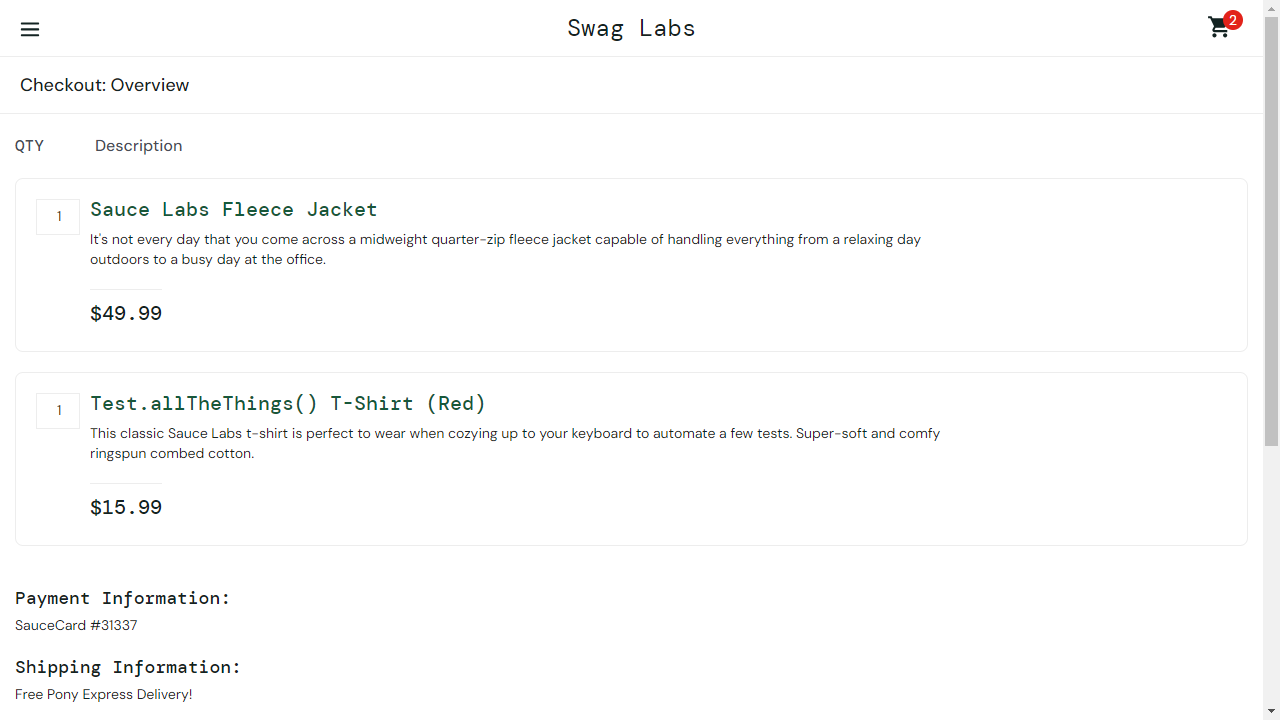 Swag Labs
2
Checkout: Overview
QTY Description
1
Sauce Labs Fleece Jacket
It's not every day that you come across a midweight quarter-zip fleece jacket capable of handling everything from a relaxing day
outdoors to a busy day at the office.
$49.99
1
Test.allTheThings() T-Shirt (Red)
This classic Sauce Labs t-shirt is perfect to wear when cozying up to your keyboard to automate a few tests. Super-soft and comfy
ringspun combed cotton.
$15.99
Payment Information:
SauceCard #31337
Shipping Information:
Free Pony Express Delivery!